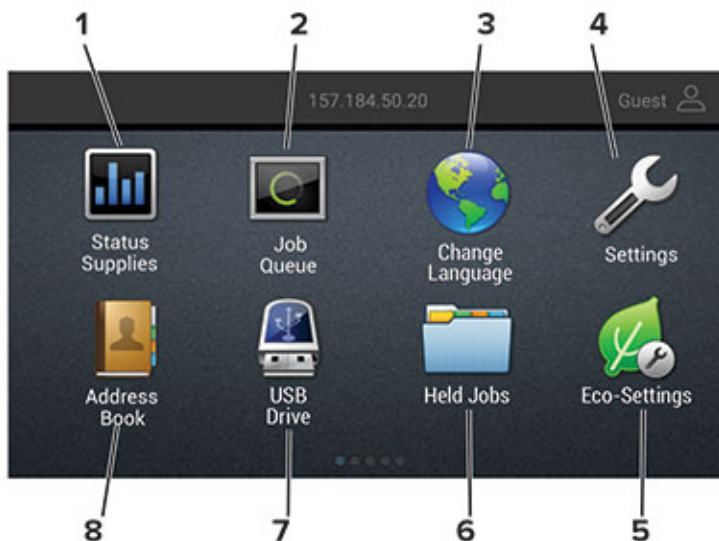 1 2 3 4
157.184.50.20 Guest
Status
Supplies
Job
Queue
Change
Language
Settings
Address
Book
USB
Drive
Held Jobs
Eco-Settings
8 7 6 5